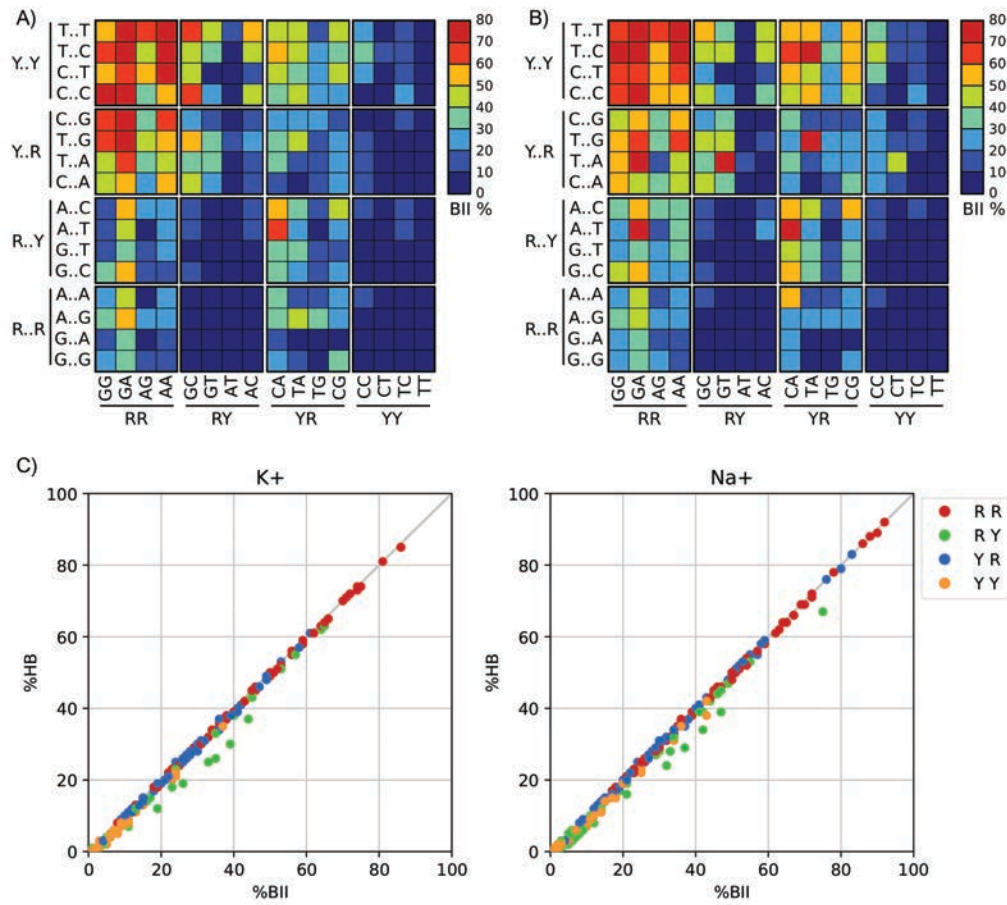 A)
B)
Y..Y
T..T
T..C
C..T
C..C
Y..R
C..G
T..G
T..A
C..A
R..Y
A..C
A..T
G..T
G..C
R..R
A..A
A..G
G..A
G..G
GG GA AG AA GC GT AT AC CA TA TG CG CC CT TC TT
RR RY YR YY
80
70
60
50
40
30
20
10
0
BII %
Y..Y
T..T
T..C
C..T
C..C
Y..R
C..G
T..G
T..A
C..A
R..Y
A..C
A..T
G..T
G..C
R..R
A..A
A..G
G..A
G..G
GG GA AG AA GC GT AT AC CA TA TG CG CC CT TC TT
RR RY YR YY
80
70
60
50
40
30
20
10
0
BII %
C)
K+
100
80
60
40
20
0
%HB
0 20 40 60 80 100
%BII
Na+
100
80
60
40
20
0
%HB
0 20 40 60 80 100
%BII
R R
R Y
Y R
Y Y